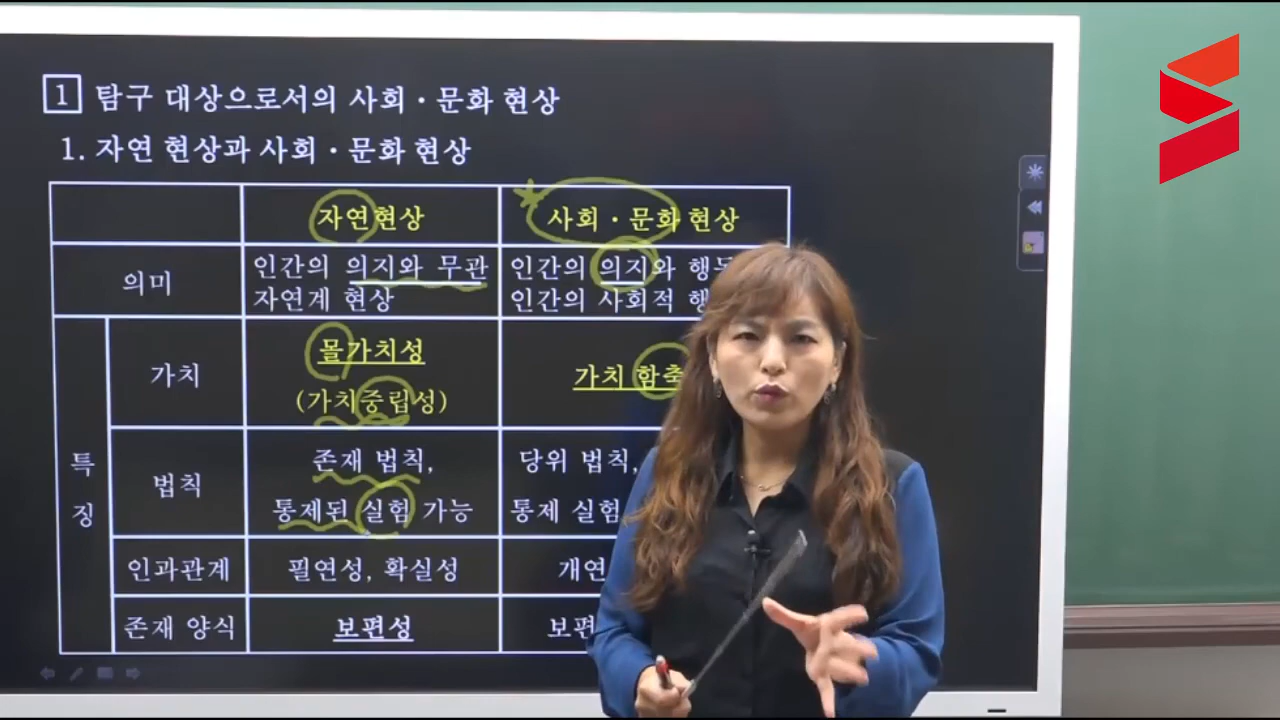 1 탐구 대상으로서의 사회·문화 현상
1. 자연 현상과 사회·문화 현상
자연현상
사회·문화 현상
의미
인간의 의지와 무관
자연계 현상
인간의 의지와
인간의 사회적
특징
가치
몰가치성
(가치중립성)
가치 함축
법칙
존재 법칙,
통제된 실험 가능
당위 법칙,
통제 실험
인과관계
필연성, 확실성
존재 양식
보편성